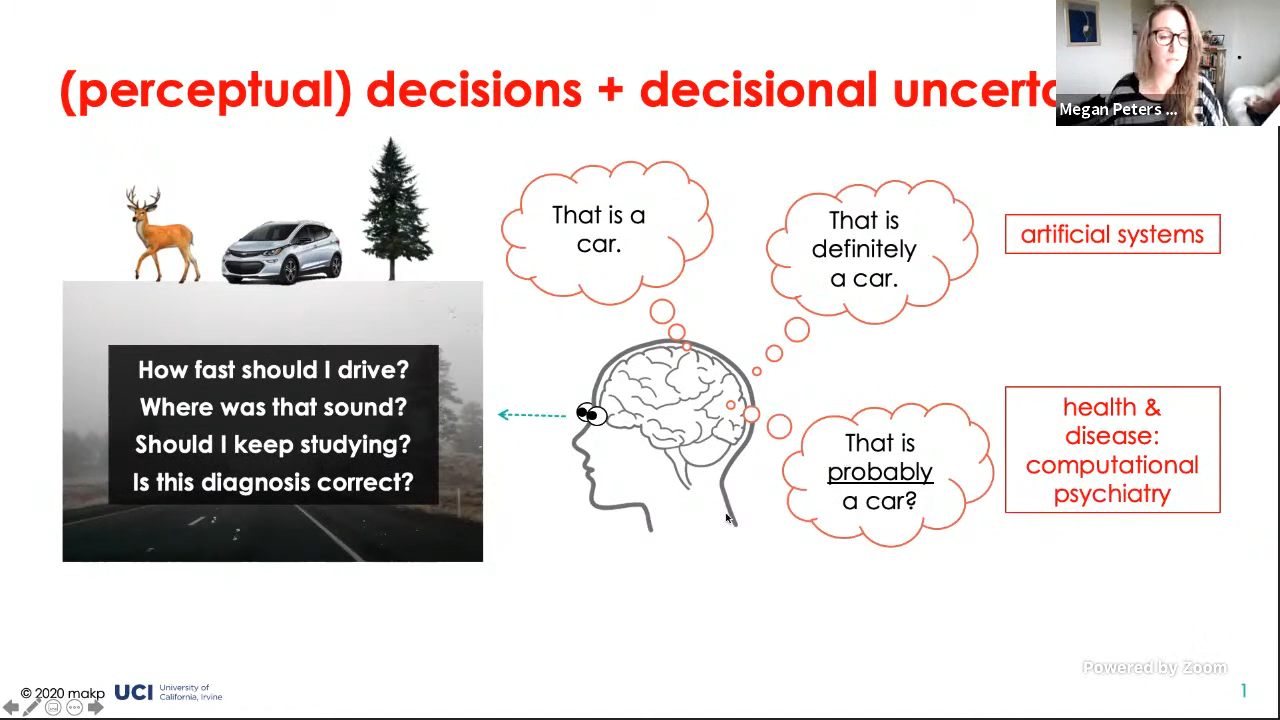 (perceptual) decisions + decisional uncerta
Megan Peters ...
That is a
car.
That is
definitely
a car.
artificial systems
How fast should I drive?
Where was that sound?
Should I keep studying?
Is this diagnosis correct?
That is
probably
a car?
health &
disease:
computational
psychiatry
Powered by Zoom
© 2020 makp
UCI
University of
California, Irvine
1